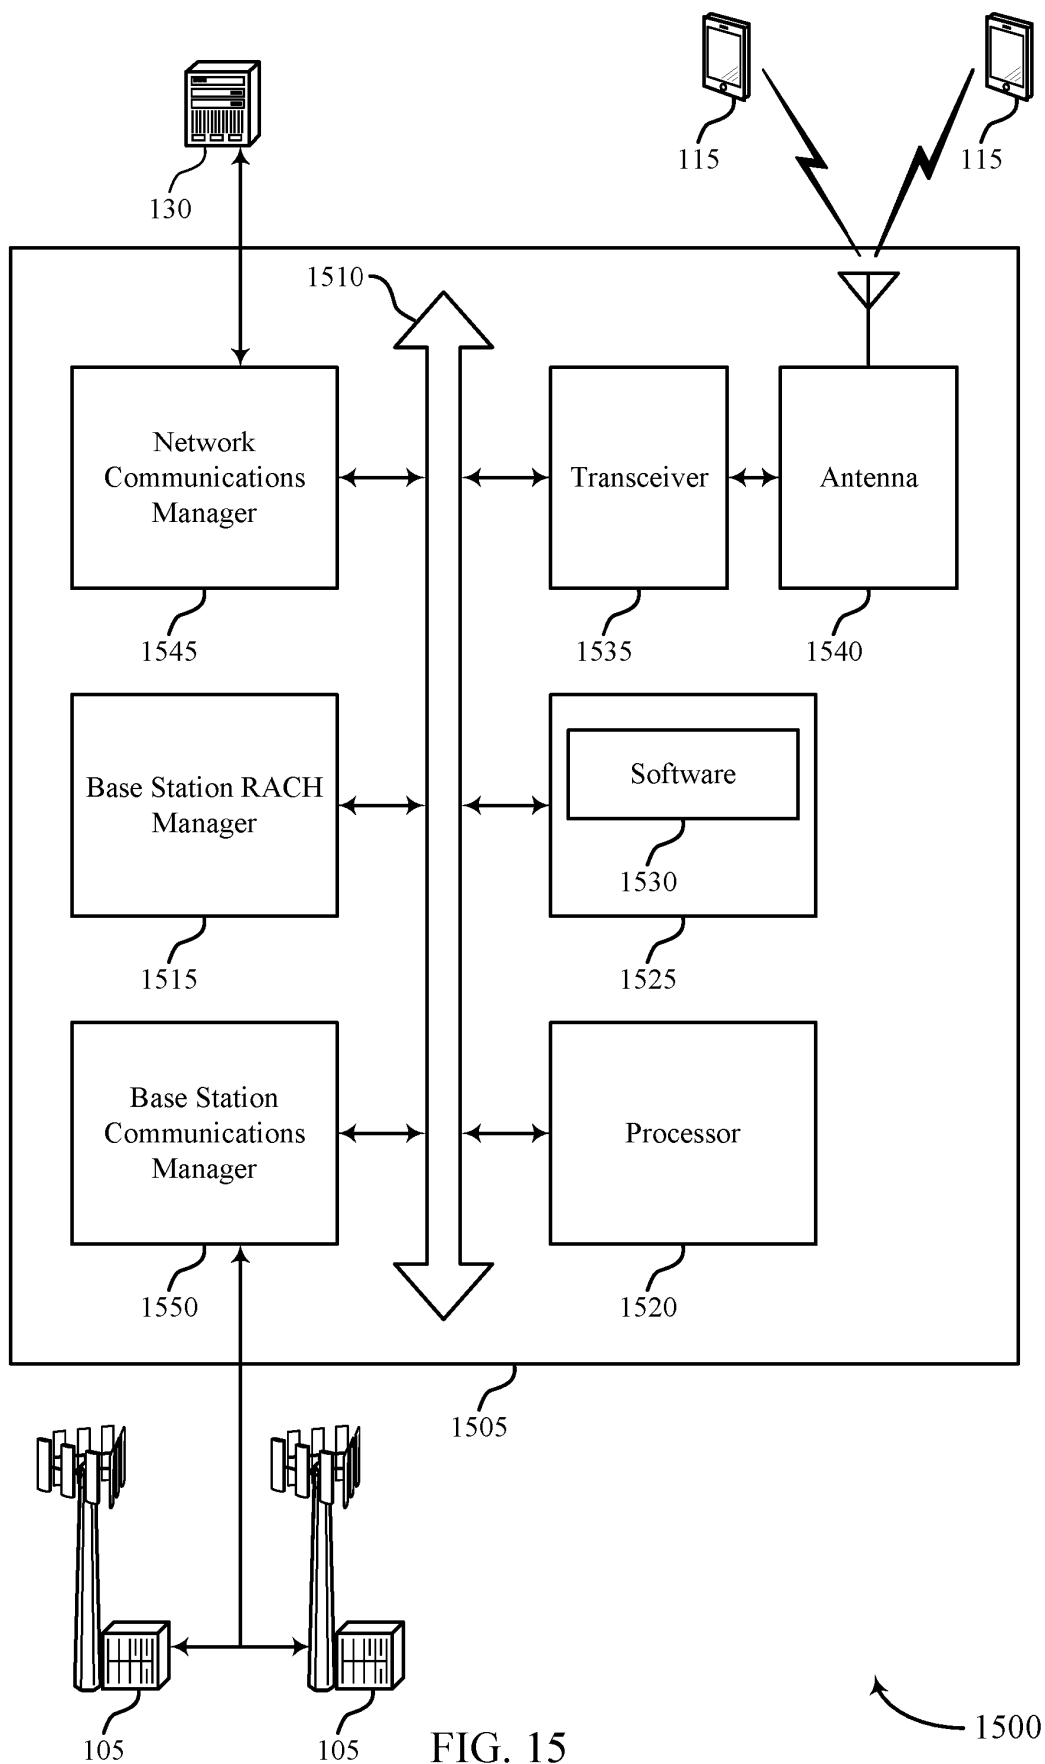 115
115
130
1510
Network
Communications
Manager
Transceiver
Antenna
1545
1535
1540
Base Station RACH
Manager
Software
1530
1515
1525
Base Station
Communications
Manager
Processor
1550
1520
1505
105
105
FIG. 15
1500